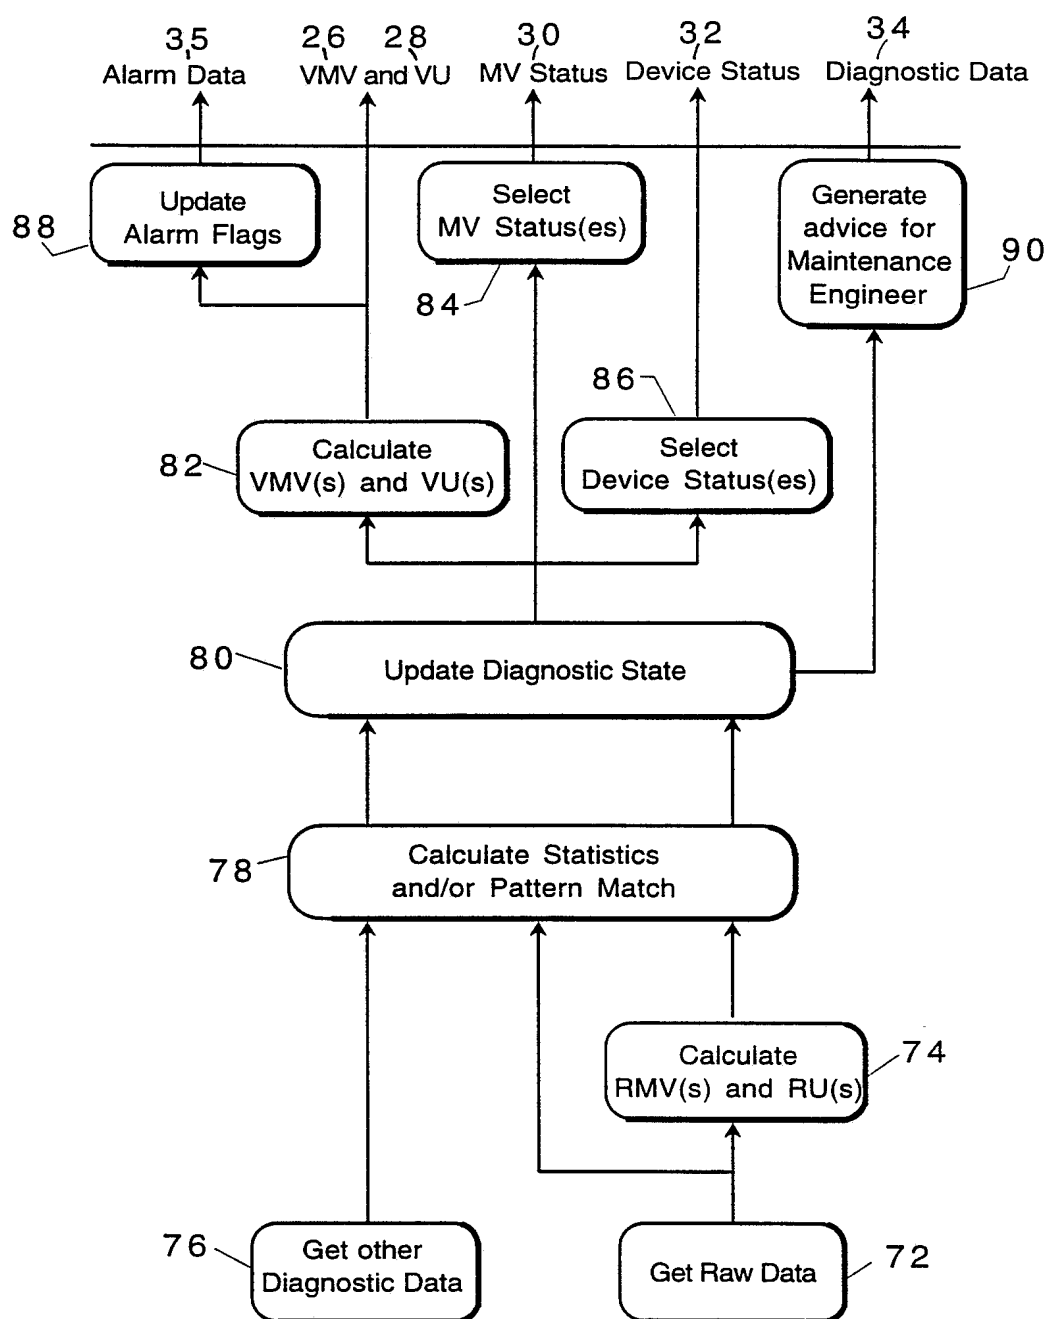 35 26 28 30 32 34
Alarm Data VMV and VU MV Status Device Status Diagnostic Data
Update
Alarm Flags
88
Select
MV Status(es)
84
Generate
advice for
Maintenance
Engineer
90
86
Calculate
VMV(s) and VU(s)
82
Select
Device Status(es)
80
Update Diagnostic State
78
Calculate Statistics
and/or Pattern Match
Calculate
RMV(s) and RU(s)
74
76
Get other
Diagnostic Data
Get Raw Data
72